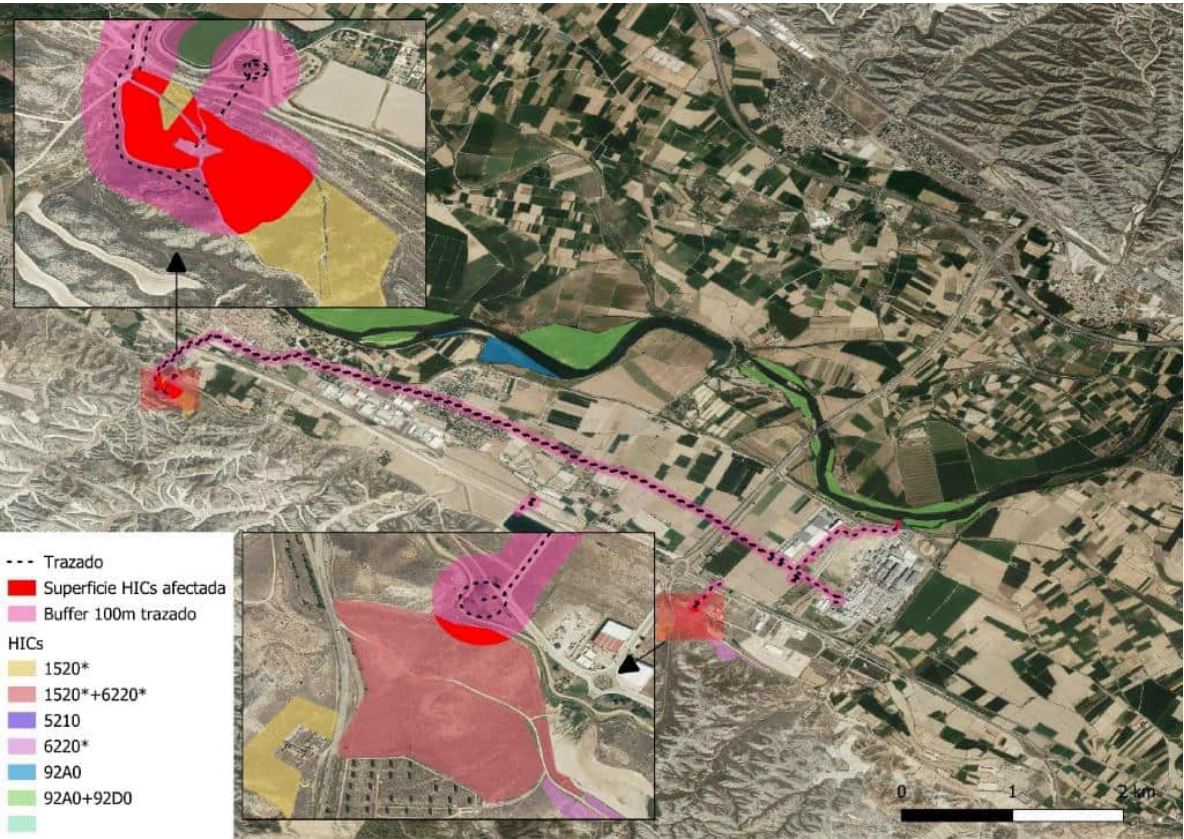 Trazado
Superficie HICs afectada
Buffer 100m trazado
HICs
1520*
1520*+6220*
5210
6220*
92A0
92A0+92D0
0 1 2 km